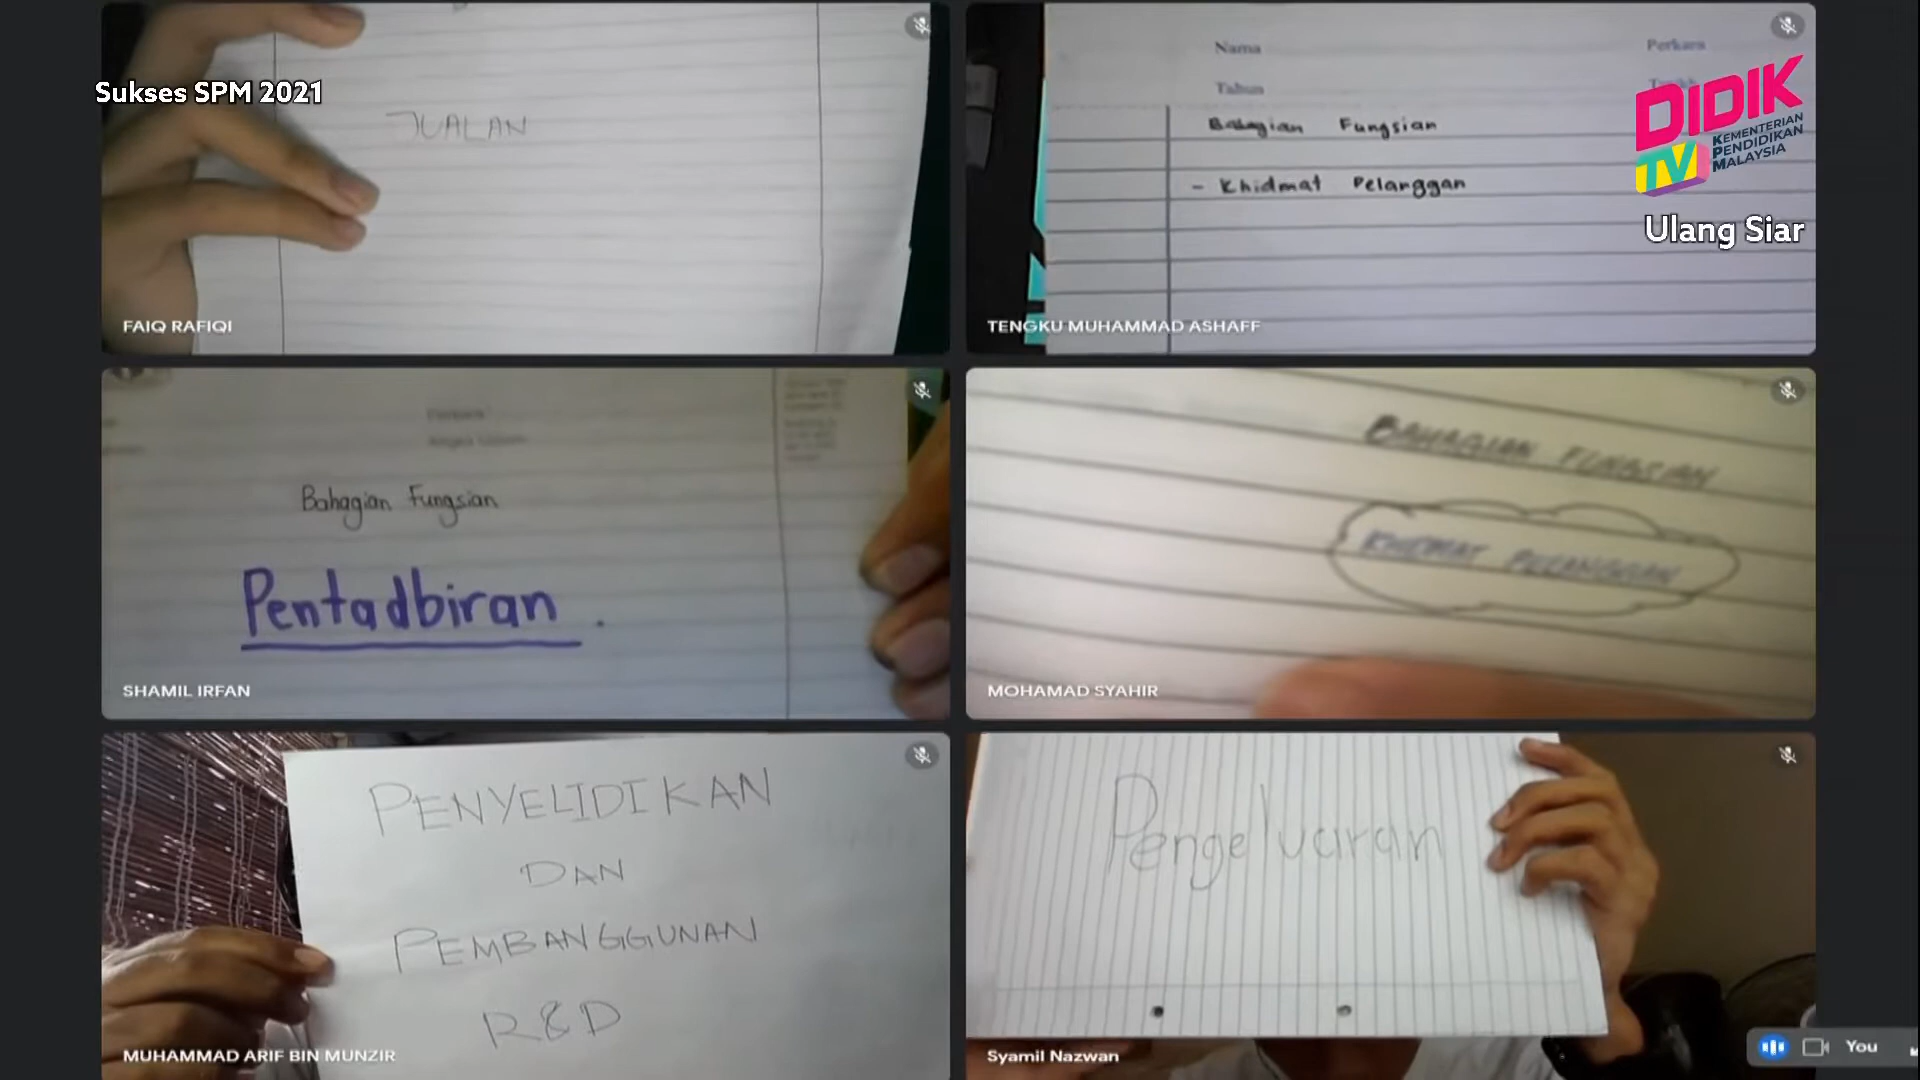 Sukses SPM 2021
JUALAN
FAIQ RAFIQI
Nama
Perkara
Tahun
Bahagian Fungsian
- Khidmat Pelanggan
TENGKU MUHAMMAD ASHAFF
DIDIK
TV
KEMENTERIAN
PENDIDIKAN
MALAYSIA
Ulang Siar
Bahagian Fungsian
Pentadbiran.
SHAMIL IRFAN
BAHAGIAN FUNGSIAN
KHIDMAT PELANGGAN
MOHAMAD SYAHIR
PENYELIDIKAN
DAN
PEMBANGGUNAN
R&D
MUHAMMAD ARIF BIN MUNZIR
Pengeluaran
Syamil Nazwan
You